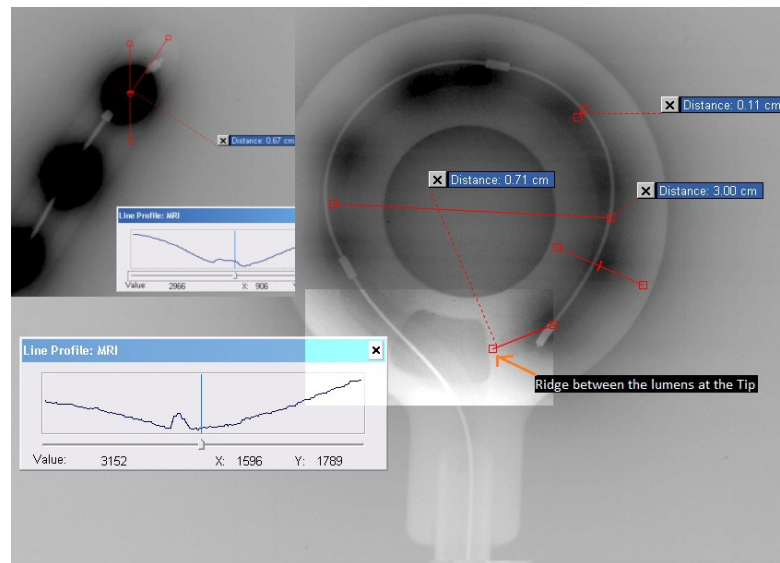 Distance: 0.67 cm
Line Profile: MRI
Value: 2966 X: 906
Distance: 0.11 cm
Distance: 0.71 cm
Distance: 3.00 cm
Line Profile: MRI
Value: 3152 X: 1596 Y: 1789
Ridge between the lumens at the Tip